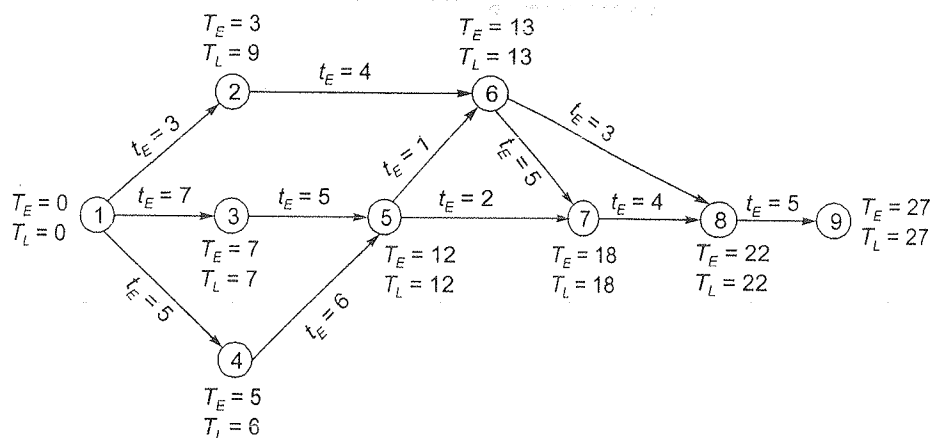 T_E = 3
T_L = 9
T_E = 13
T_L = 13
2
t_E = 4
6
t_E = 3
t_E = 1
t_E = 5
t_E = 3
T_E = 0
T_L = 0
1
t_E = 7
3
t_E = 5
5
t_E = 2
7
t_E = 4
8
t_E = 5
9
T_E = 27
T_L = 27
T_E = 7
T_L = 7
T_E = 12
T_L = 12
T_E = 18
T_L = 18
T_E = 22
T_L = 22
t_E = 5
t_E = 6
4
T_E = 5
T_L = 6